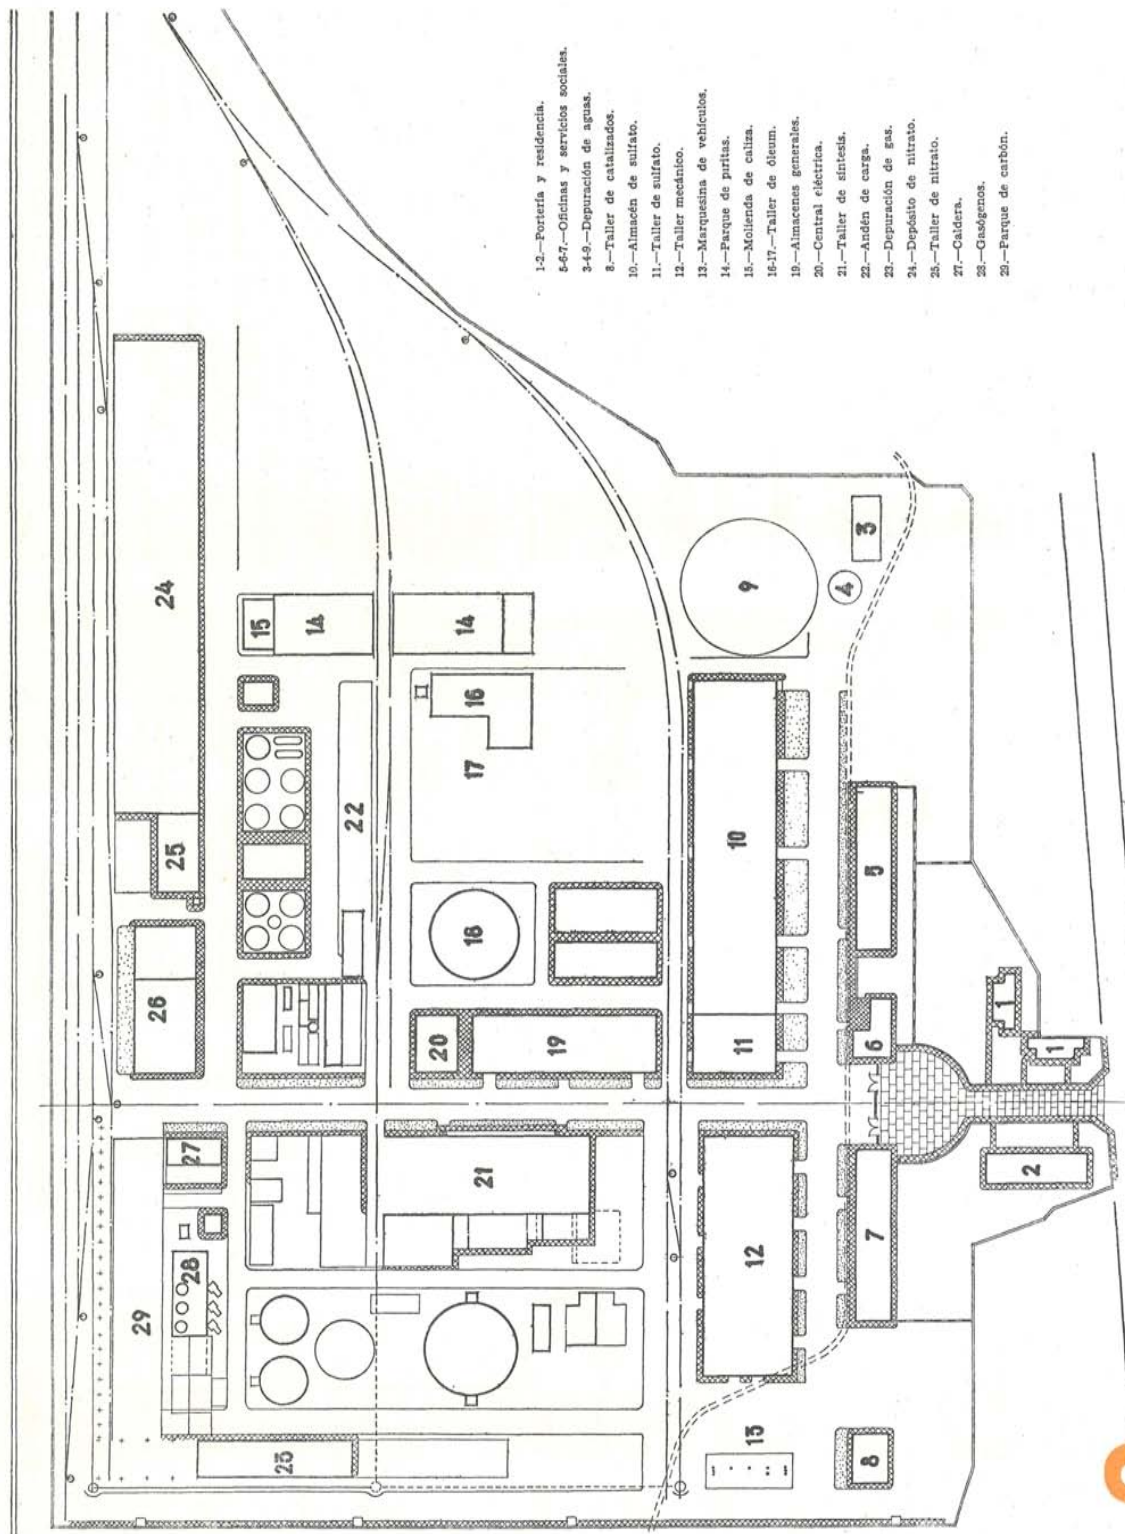 1-2.—Portería y residencia.
5-6-7.—Oficinas y servicios sociales.
3-4-9.—Depuración de aguas.
8.—Taller de catalizados.
10.—Almacén de sulfato.
11.—Taller de sulfato.
12.—Taller mecánico.
13.—Marquesina de vehículos.
14.—Parque de piritas.
15.—Molienda de caliza.
16-17.—Taller de óleum.
19.—Almacenes generales.
20.—Central eléctrica.
21.—Taller de síntesis.
22.—Andén de carga.
23.—Depuración de gas.
24.—Depósito de nitrato.
25.—Taller de nitrato.
27.—Caldera.
28.—Gasógenos.
29.—Parque de carbón.
29
24
26
25
28
27
23
15
14
22
14
21
20
18
17
16
19
13
12
11
10
9
4
3
8
7
6
5
2
1
1